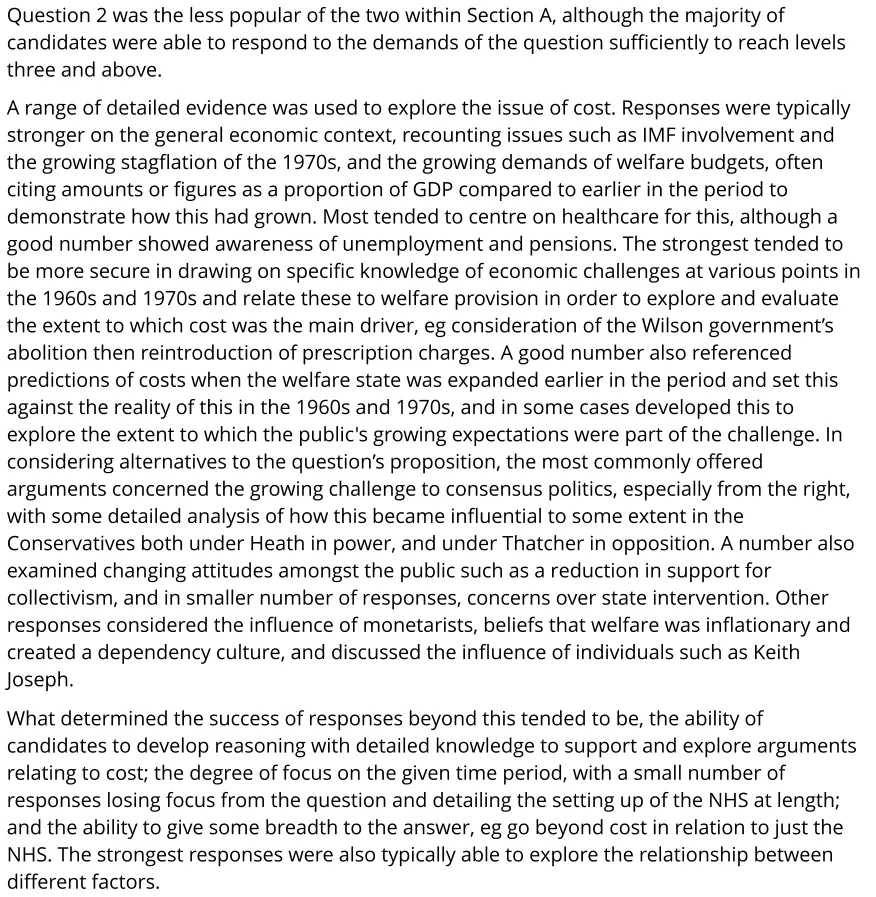 Question 2 was the less popular of the two within Section A, although the majority of
candidates were able to respond to the demands of the question sufficiently to reach levels
three and above.
A range of detailed evidence was used to explore the issue of cost. Responses were typically
stronger on the general economic context, recounting issues such as IMF involvement and
the growing stagflation of the 1970s, and the growing demands of welfare budgets, often
citing amounts or figures as a proportion of GDP compared to earlier in the period to
demonstrate how this had grown. Most tended to centre on healthcare for this, although a
good number showed awareness of unemployment and pensions. The strongest tended to
be more secure in drawing on specific knowledge of economic challenges at various points in
the 1960s and 1970s and relate these to welfare provision in order to explore and evaluate
the extent to which cost was the main driver, eg consideration of the Wilson government's
abolition then reintroduction of prescription charges. A good number also referenced
predictions of costs when the welfare state was expanded earlier in the period and set this
against the reality of this in the 1960s and 1970s, and in some cases developed this to
explore the extent to which the public's growing expectations were part of the challenge. In
considering alternatives to the question's proposition, the most commonly offered
arguments concerned the growing challenge to consensus politics, especially from the right,
with some detailed analysis of how this became influential to some extent in the
Conservatives both under Heath in power, and under Thatcher in opposition. A number also
examined changing attitudes amongst the public such as a reduction in support for
collectivism, and in smaller number of responses, concerns over state intervention. Other
responses considered the influence of monetarists, beliefs that welfare was inflationary and
created a dependency culture, and discussed the influence of individuals such as Keith
Joseph.
What determined the success of responses beyond this tended to be, the ability of
candidates to develop reasoning with detailed knowledge to support and explore arguments
relating to cost; the degree of focus on the given time period, with a small number of
responses losing focus from the question and detailing the setting up of the NHS at length;
and the ability to give some breadth to the answer, eg go beyond cost in relation to just the
NHS. The strongest responses were also typically able to explore the relationship between
different factors.